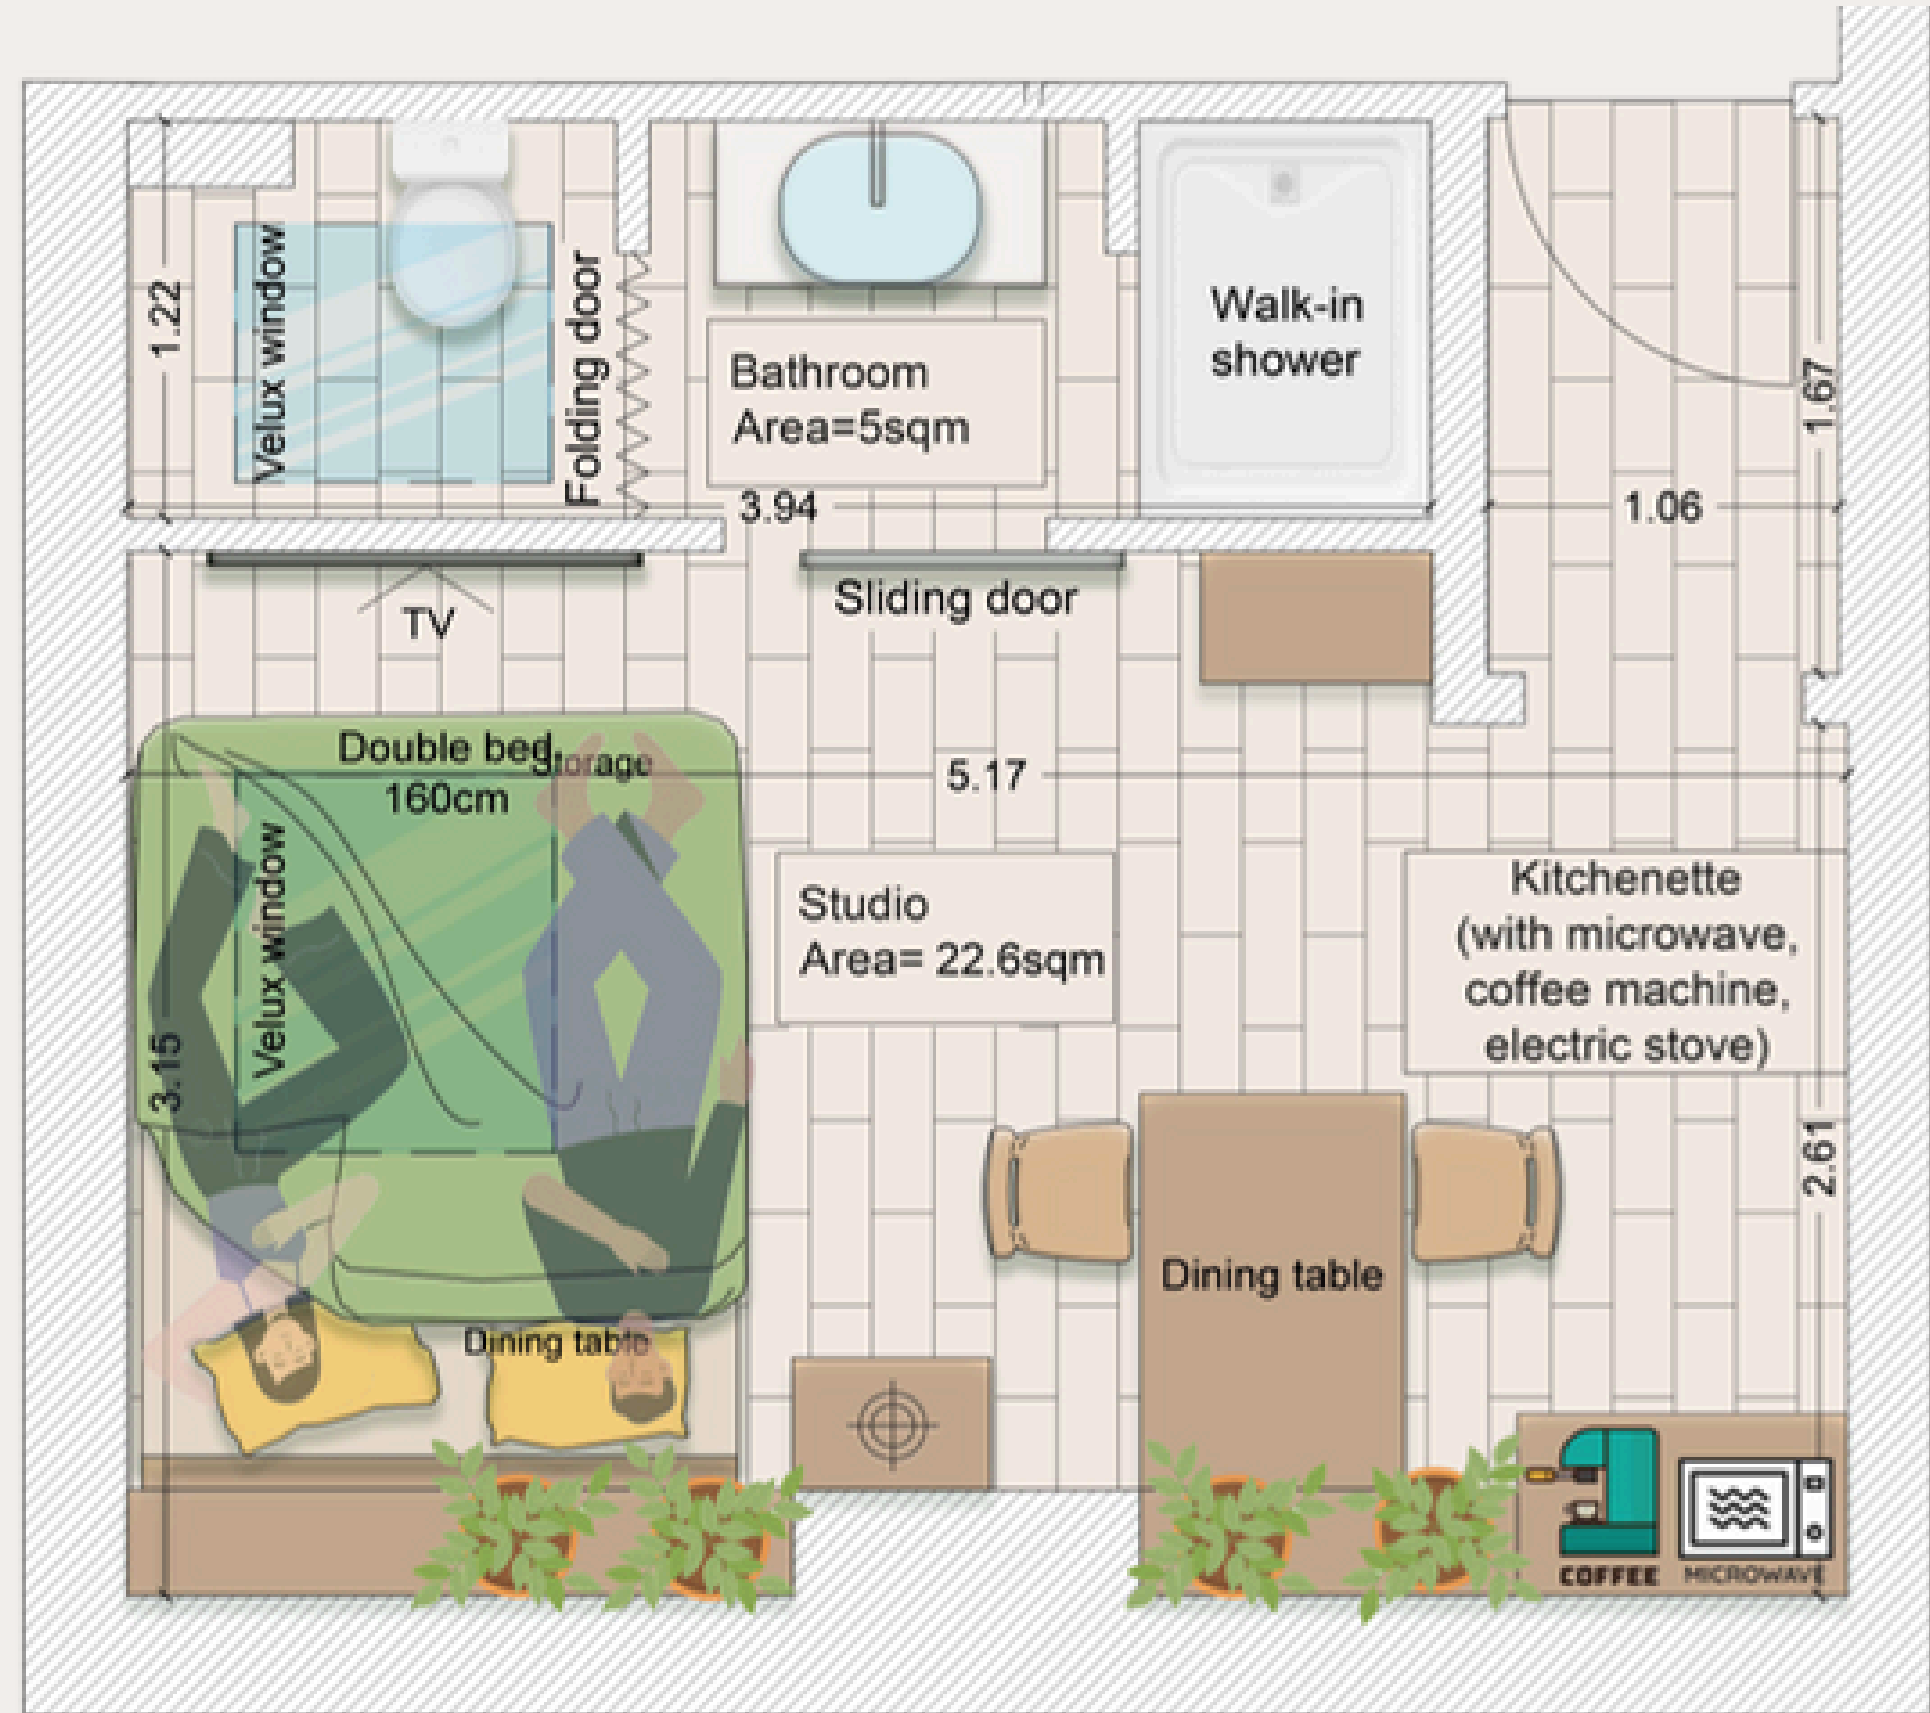 Velux window
Folding door
1.22
Bathroom
Area=5sqm
Walk-in
shower
1.67
3.94
1.06
TV
Sliding door
Double bed
Storage
160cm
5.17
Velux window
3.15
Studio
Area= 22.6sqm
Kitchenette
(with microwave,
coffee machine,
electric stove)
2.61
Dining table
Dining table
COFFEE
MICROWAVE